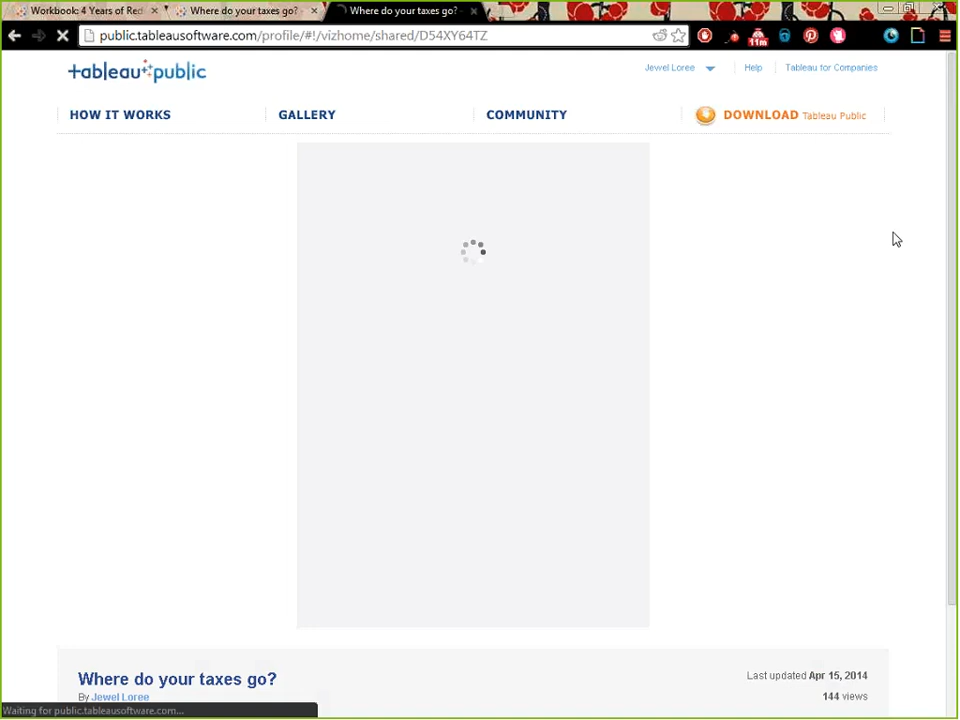 Workbook: 4 Years of Red
Where do your taxes go?
Where do your taxes go?
public.tableausoftware.com/profile/#!/vizhome/shared/D54XY64TZ
11m
tableau public
Jewel Loree
Help
Tableau for Companies
HOW IT WORKS
GALLERY
COMMUNITY
DOWNLOAD Tableau Public
Where do your taxes go?
Last updated Apr 15, 2014
By Jewel Loree
144 views
Waiting for public.tableausoftware.com...